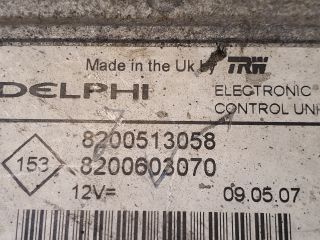 Made in the Uk by TRW
DELPHI
ELECTRONIC
CONTROL UNI
8200513058
153
8200603070
12V=
09.05.07